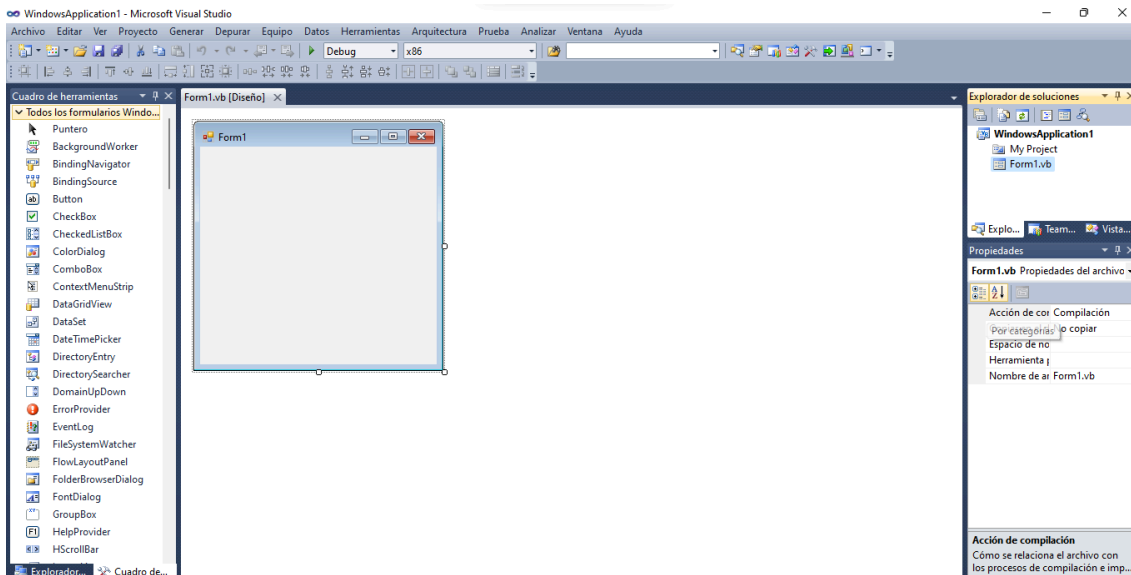 WindowsApplication1 - Microsoft Visual Studio
Archivo Editar Ver Proyecto Generar Depurar Equipo Datos Herramientas Arquitectura Prueba Analizar Ventana Ayuda
Debug x86
Cuadro de herramientas
Todos los formularios Windo...
Puntero
BackgroundWorker
BindingNavigator
BindingSource
Button
CheckBox
CheckedListBox
ColorDialog
ComboBox
ContextMenuStrip
DataGridView
DataSet
DateTimePicker
DirectoryEntry
DirectorySearcher
DomainUpDown
ErrorProvider
EventLog
FileSystemWatcher
FlowLayoutPanel
FolderBrowserDialog
FontDialog
GroupBox
HelpProvider
HScrollBar
Explorador... Cuadro de...
Form1.vb [Diseño]
Form1
Explorador de soluciones
WindowsApplication1
My Project
Form1.vb
Explo... Team... Vista...
Propiedades
Form1.vb Propiedades del archivo
Acción de cor Compilación
Por categorías o copiar
Espacio de no
Herramienta p
Nombre de ar Form1.vb
Acción de compilación
Cómo se relaciona el archivo con
los procesos de compilación e imp...